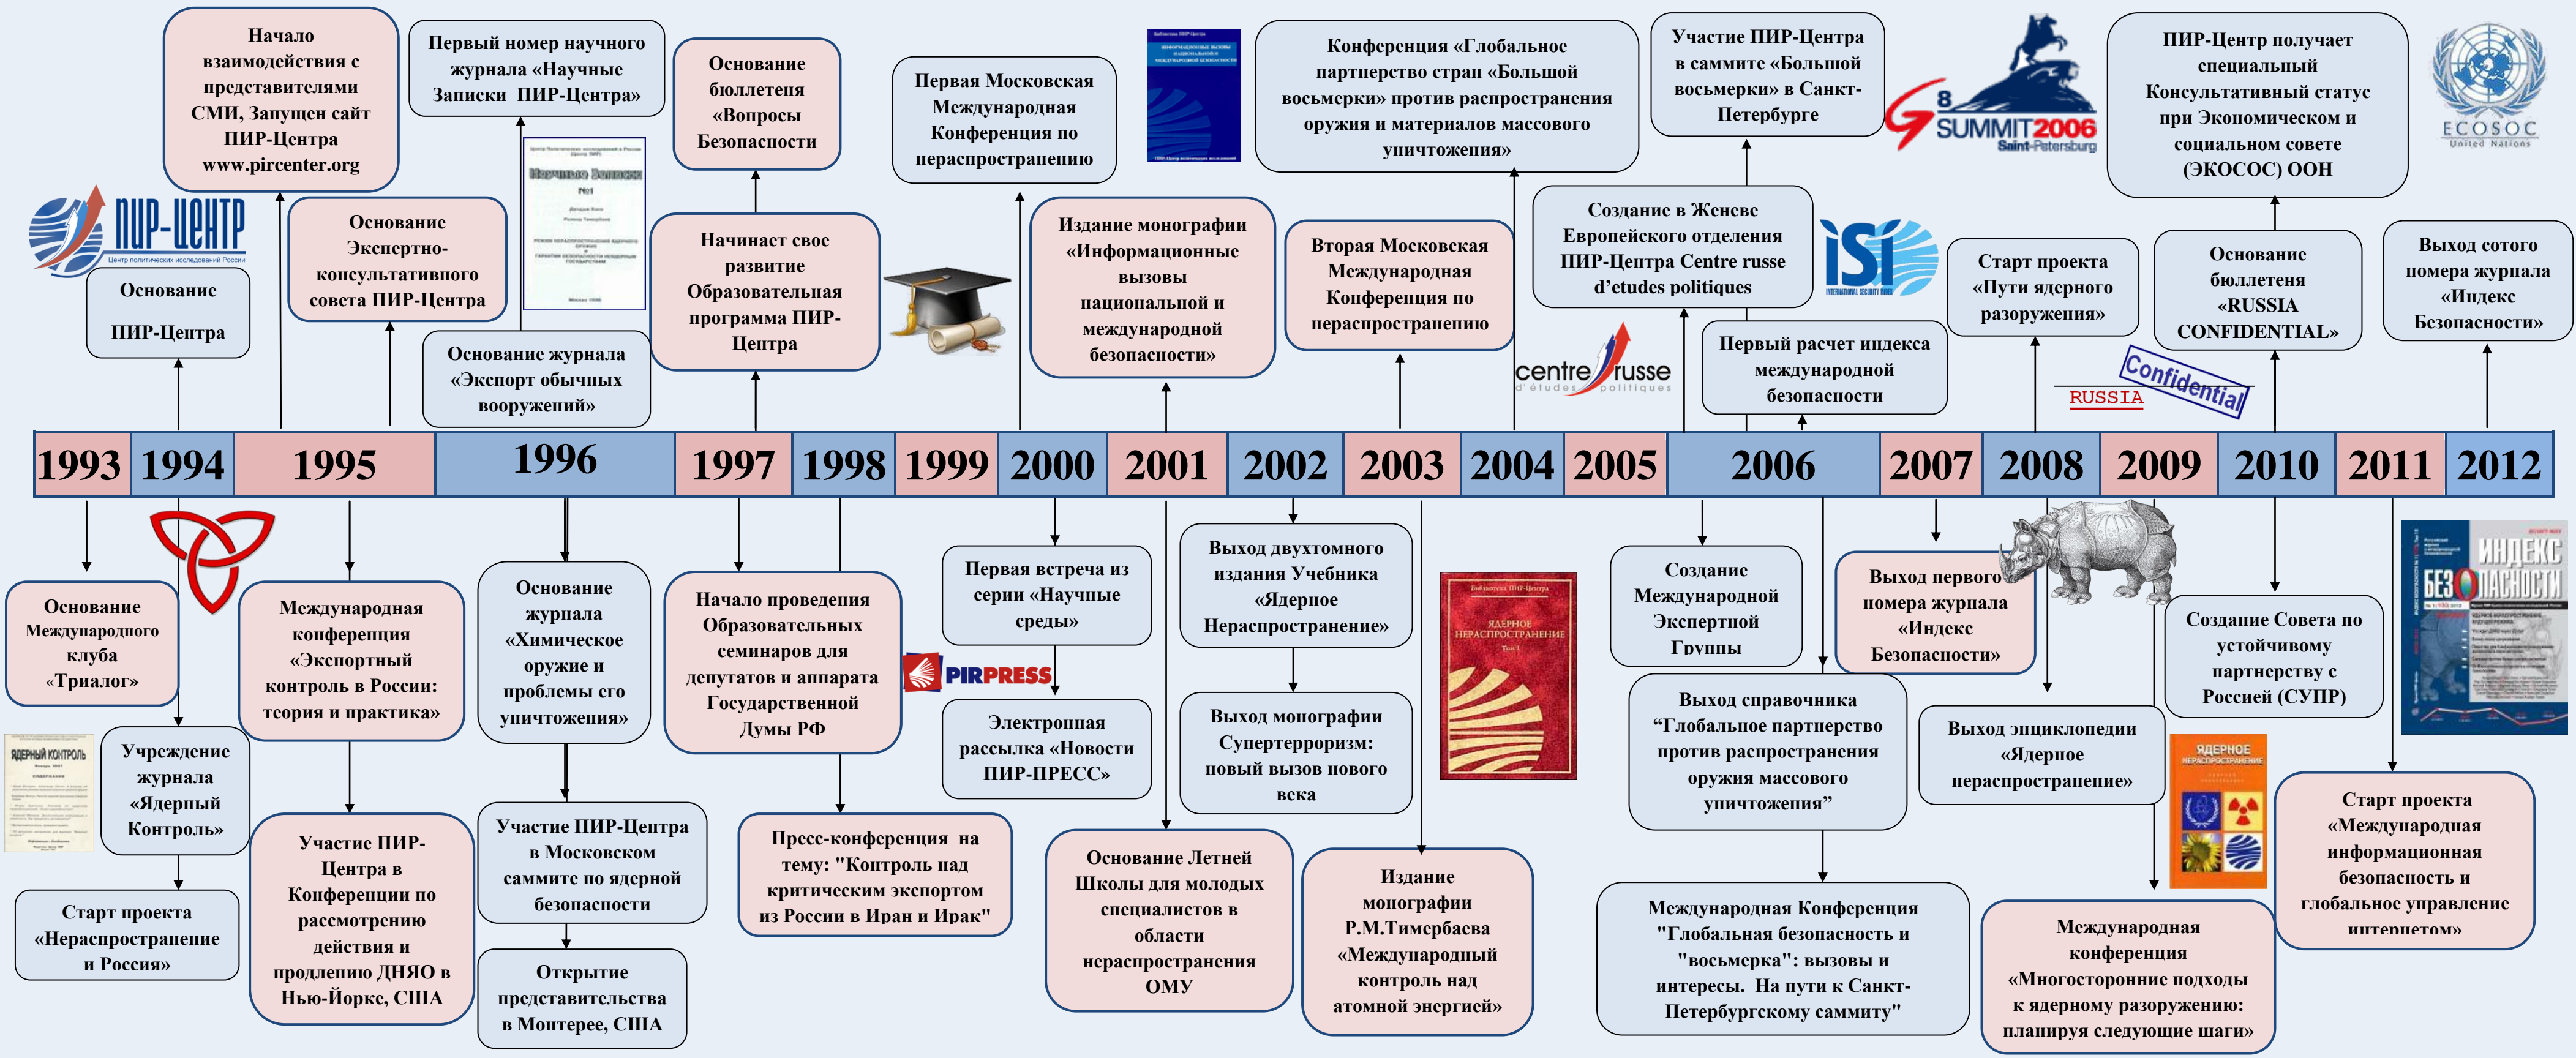 Начало
взаимодействия с
представителями
СМИ, Запущен сайт
ПИР-Центра
www.pircenter.org
Первый номер научного
журнала «Научные
Записки ПИР-Центра»
Основание
бюллетеня
«Вопросы
Безопасности
Первая Московская
Международная
Конференция по
нераспространению
Конференция «Глобальное
партнерство стран «Большой
восьмерки» против распространения
оружия и материалов массового
уничтожения»
Участие ПИР-Центра
в саммите «Большой
восьмерки» в Санкт-
Петербурге
G8
SUMMIT2006
Saint-Petersburg
ПИР-Центр получает
специальный
Консультативный статус
при Экономическом и
социальном совете
(ЭКОСОС) ООН
ECOSOC
United Nations
ПИР-ЦЕНТР
Центр политических исследований России
Основание
ПИР-Центра
Основание
Экспертно-
консультативного
совета ПИР-Центра
Научные Записки
№1
Основание журнала
«Экспорт обычных
вооружений»
Начинает свое
развитие
Образовательная
программа ПИР-
Центра
Издание монографии
«Информационные
вызовы
национальной и
международной
безопасности»
Вторая Московская
Международная
Конференция по
нераспространению
Создание в Женеве
Европейского отделения
ПИР-Центра Centre russe
d’etudes politiques
iSi
INTERNATIONAL SECURITY INDEX
centre russe
d'études politiques
Первый расчет индекса
международной
безопасности
Старт проекта
«Пути ядерного
разоружения»
RUSSIA
Confidential
Основание
бюллетеня
«RUSSIA
CONFIDENTIAL»
Выход сотого
номера журнала
«Индекс
Безопасности»
1993 1994 1995 1996 1997 1998 1999 2000 2001 2002 2003 2004 2005 2006 2007 2008 2009 2010 2011 2012
Основание
Международного
клуба
«Триалог»
ЯДЕРНЫЙ КОНТРОЛЬ
Учреждение
журнала
«Ядерный
Контроль»
Старт проекта
«Нераспространение
и Россия»
Международная
конференция
«Экспортный
контроль в России:
теория и практика»
Участие ПИР-
Центра в
Конференции по
рассмотрению
действия и
продлению ДНЯО в
Нью-Йорке, США
Основание
журнала
«Химическое
оружие и
проблемы его
уничтожения»
Участие ПИР-Центра
в Московском
саммите по ядерной
безопасности
Открытие
представительства
в Монтерее, США
Начало проведения
Образовательных
семинаров для
депутатов и аппарата
Государственной
Думы РФ
Пресс-конференция на
тему: "Контроль над
критическим экспортом
из России в Иран и Ирак"
PIRPRESS
Первая встреча из
серии «Научные
среды»
Электронная
рассылка «Новости
ПИР-ПРЕСС»
Основание Летней
Школы для молодых
специалистов в
области
нераспространения
ОМУ
Выход двухтомного
издания Учебника
«Ядерное
Нераспространение»
Выход монографии
Супертерроризм:
новый вызов нового
века
Издание
монографии
Р.М.Тимербаева
«Международный
контроль над
атомной энергией»
Библиотека ПИР-Центра
ЯДЕРНОЕ
НЕРАСПРОСТРАНЕНИЕ
Том I
Создание
Международной
Экспертной
Группы
Выход справочника
“Глобальное партнерство
против распространения
оружия массового
уничтожения”
Международная Конференция
"Глобальная безопасность и
"восьмерка": вызовы и
интересы. На пути к Санкт-
Петербургскому саммиту"
Выход первого
номера журнала
«Индекс
Безопасности»
Выход энциклопедии
«Ядерное
нераспространение»
ЯДЕРНОЕ
НЕРАСПРОСТРАНЕНИЕ
Международная
конференция
«Многосторонние подходы
к ядерному разоружению:
планируя следующие шаги»
Создание Совета по
устойчивому
партнерству с
Россией (СУПР)
ИНДЕКС
БЕЗОПАСНОСТИ
Старт проекта
«Международная
информационная
безопасность и
глобальное управление
интернетом»